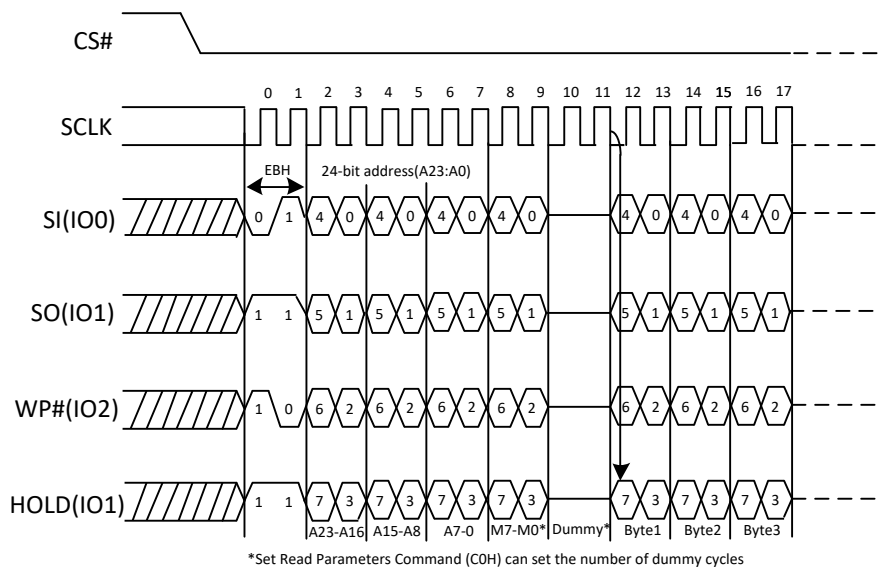 CS#
0 1 2 3 4 5 6 7 8 9 10 11 12 13 14 15 16 17
SCLK
EBH 24-bit address(A23:A0)
SI(IO0) 0 1 4 0 4 0 4 0 4 0 4 0 4 0 4 0
SO(IO1) 1 1 5 1 5 1 5 1 5 1 5 1 5 1 5 1
WP#(IO2) 1 0 6 2 6 2 6 2 6 2 6 2 6 2 6 2
HOLD(IO1) 1 1 7 3 7 3 7 3 7 3 7 3 7 3 7 3
A23-A16 A15-A8 A7-0 M7-M0* Dummy* Byte1 Byte2 Byte3
*Set Read Parameters Command (C0H) can set the number of dummy cycles